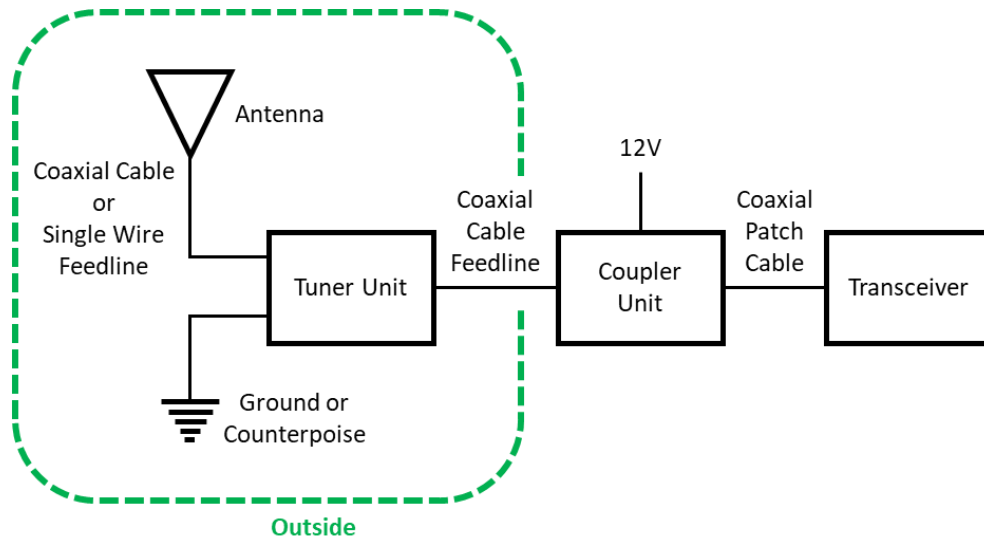 Antenna
Coaxial Cable
or
Single Wire
Feedline
12V
Coaxial
Cable
Feedline
Coaxial
Patch
Cable
Tuner Unit
Coupler
Unit
Transceiver
Ground or
Counterpoise
Outside